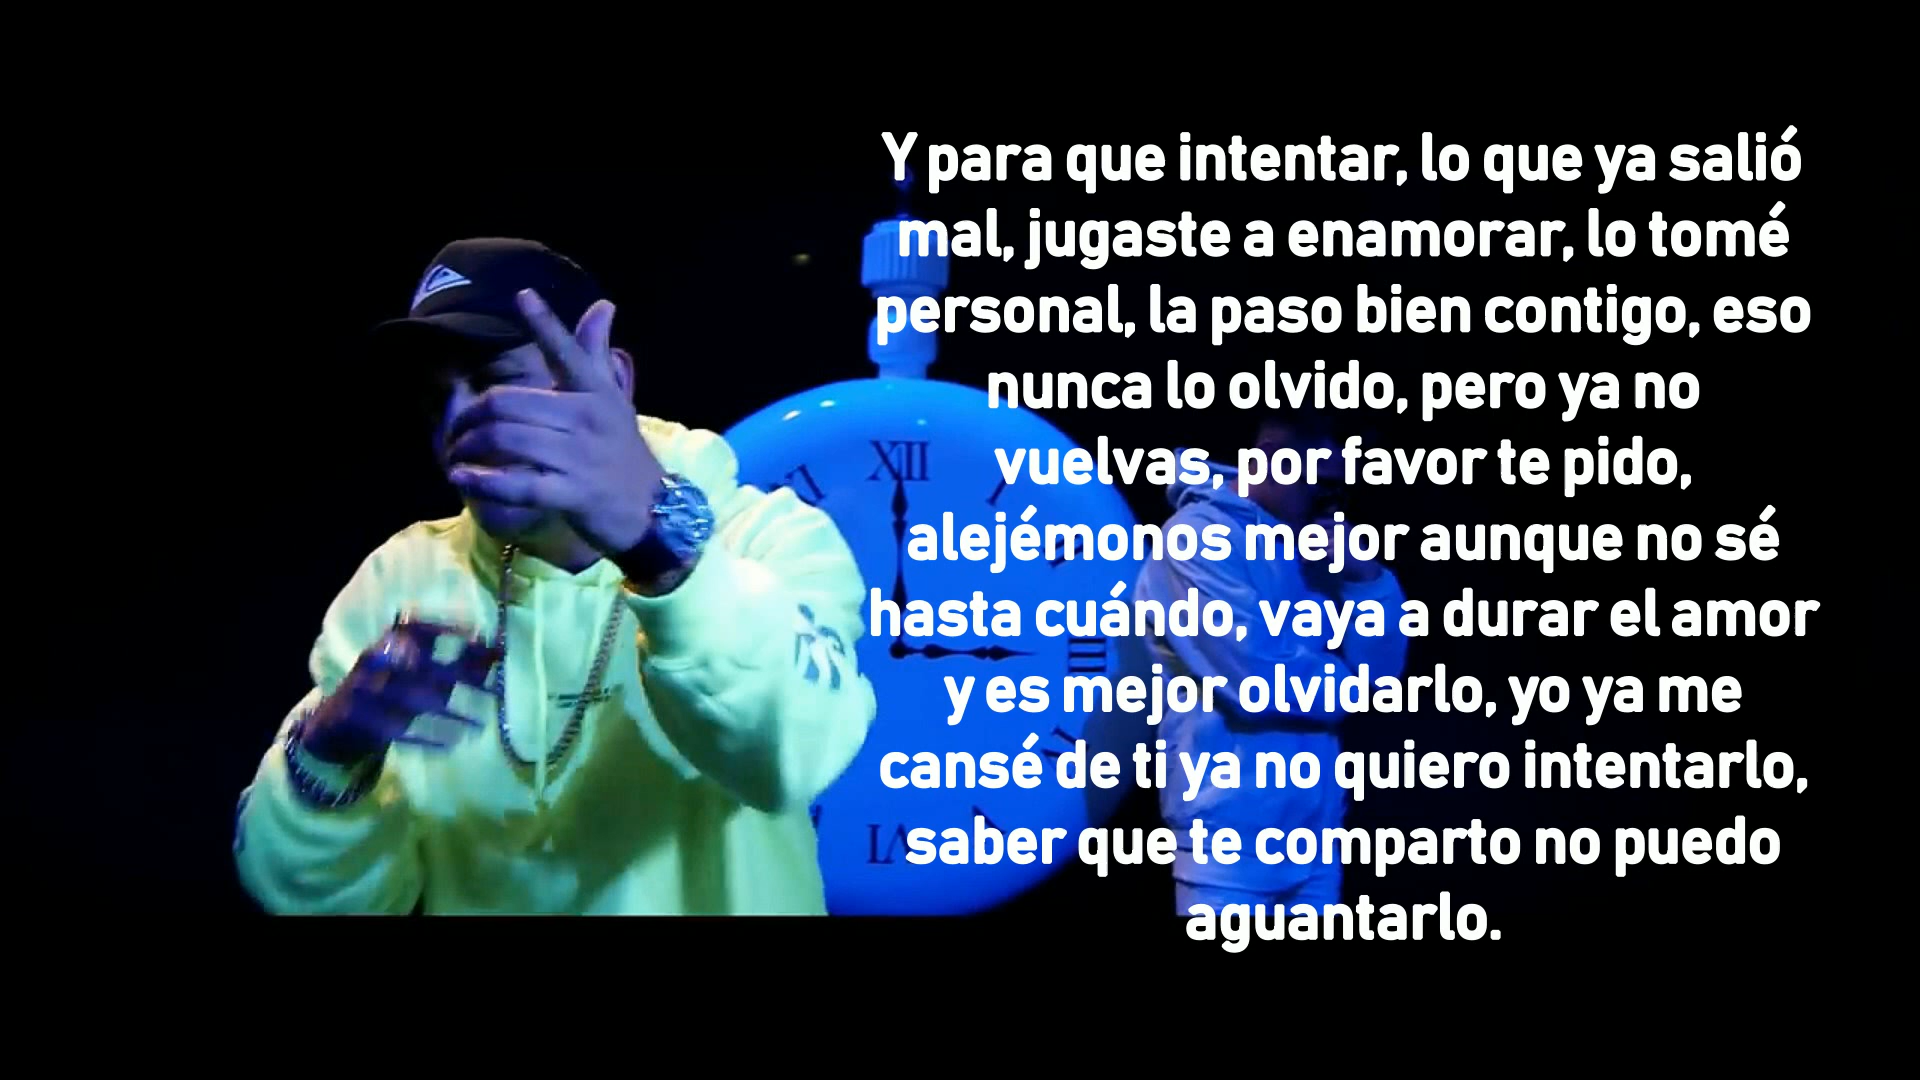 Y para que intentar, lo que ya salió
mal, jugaste a enamorar, lo tomé
personal, la paso bien contigo, eso
nunca lo olvido, pero ya no
vuelvas, por favor te pido,
alejémonos mejor aunque no sé
hasta cuándo, vaya a durar el amor
y es mejor olvidarlo, yo ya me
cansé de ti ya no quiero intentarlo,
saber que te comparto no puedo
aguantarlo.
XII
I
III
VI